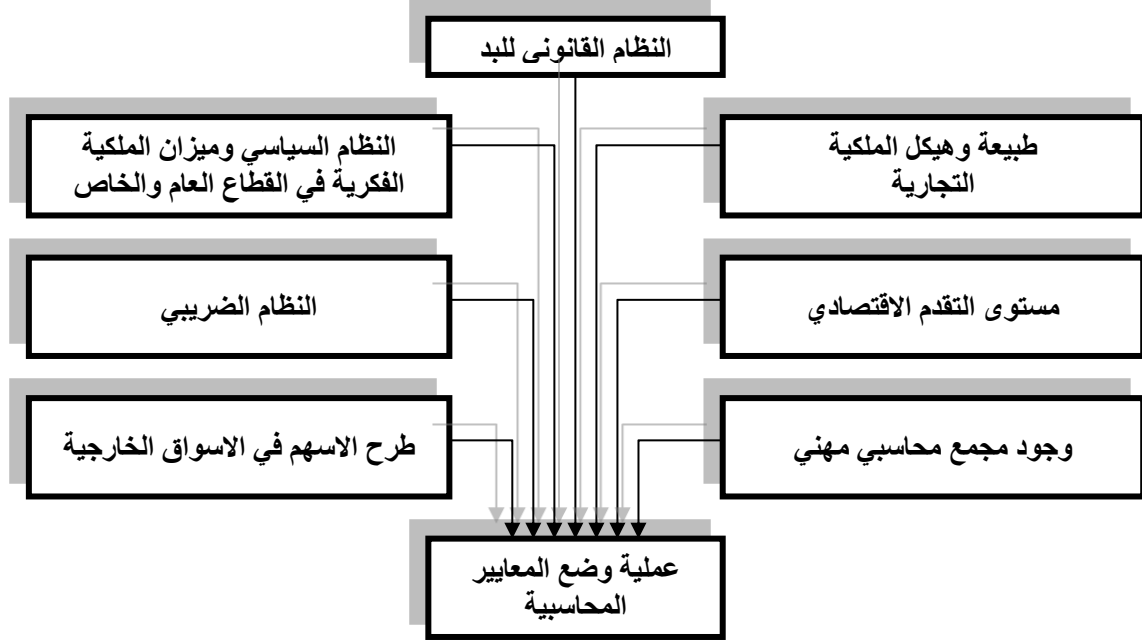 النظام القانونى للبد
طبيعة وهيكل الملكية
التجارية
النظام السياسي وميزان الملكية
الفكرية في القطاع العام والخاص
مستوى التقدم الاقتصادي
النظام الضريبي
وجود مجمع محاسبي مهني
طرح الاسهم في الاسواق الخارجية
عملية وضع المعايير
المحاسبية